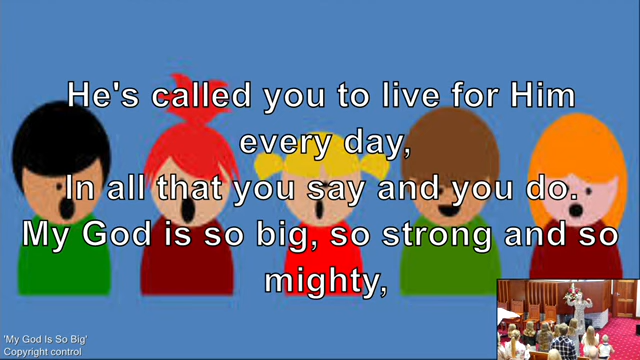 He's called you to live for Him
every day,
In all that you say and you do.
My God is so big, so strong and so
mighty,
'My God Is So Big'
Copyright control